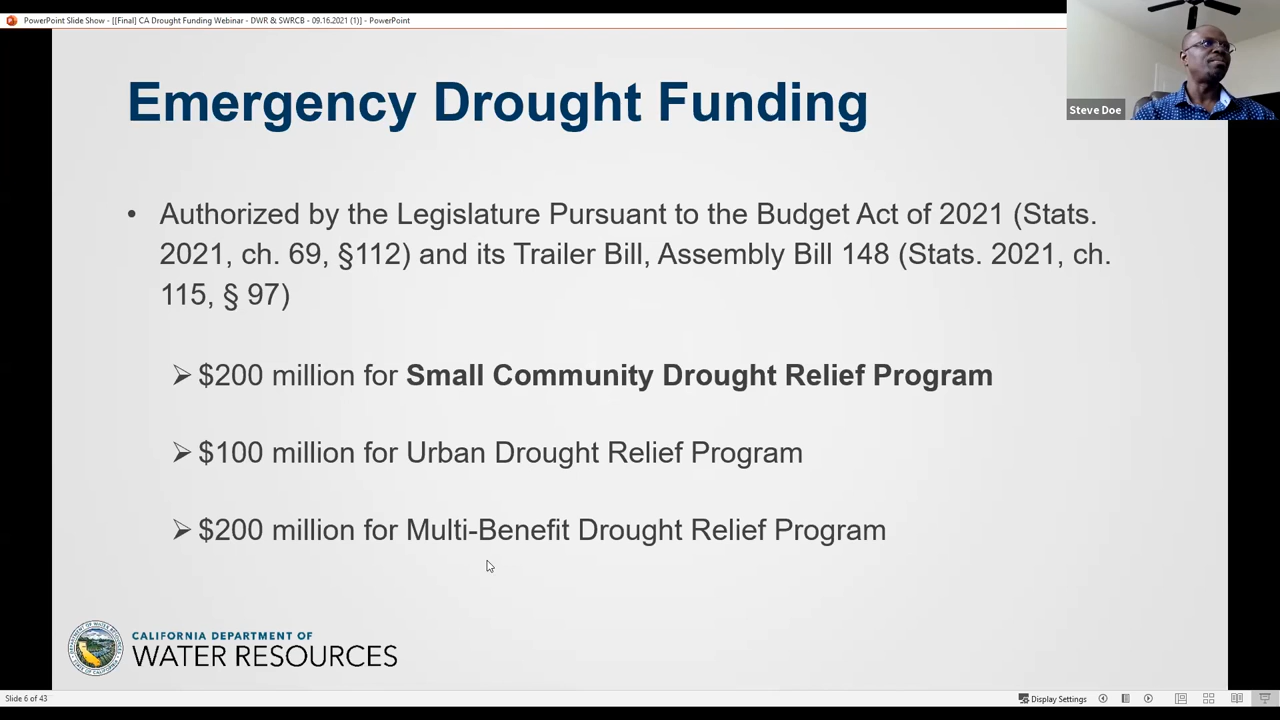 PowerPoint Slide Show - [[Final] CA Drought Funding Webinar - DWR & SWRCB - 09.16.2021 (1)] - PowerPoint
Steve Doe
Emergency Drought Funding
• Authorized by the Legislature Pursuant to the Budget Act of 2021 (Stats.
2021, ch. 69, §112) and its Trailer Bill, Assembly Bill 148 (Stats. 2021, ch.
115, § 97)
➢ $200 million for Small Community Drought Relief Program
➢ $100 million for Urban Drought Relief Program
➢ $200 million for Multi-Benefit Drought Relief Program
CALIFORNIA DEPARTMENT OF
WATER RESOURCES
Slide 6 of 43
Display Settings